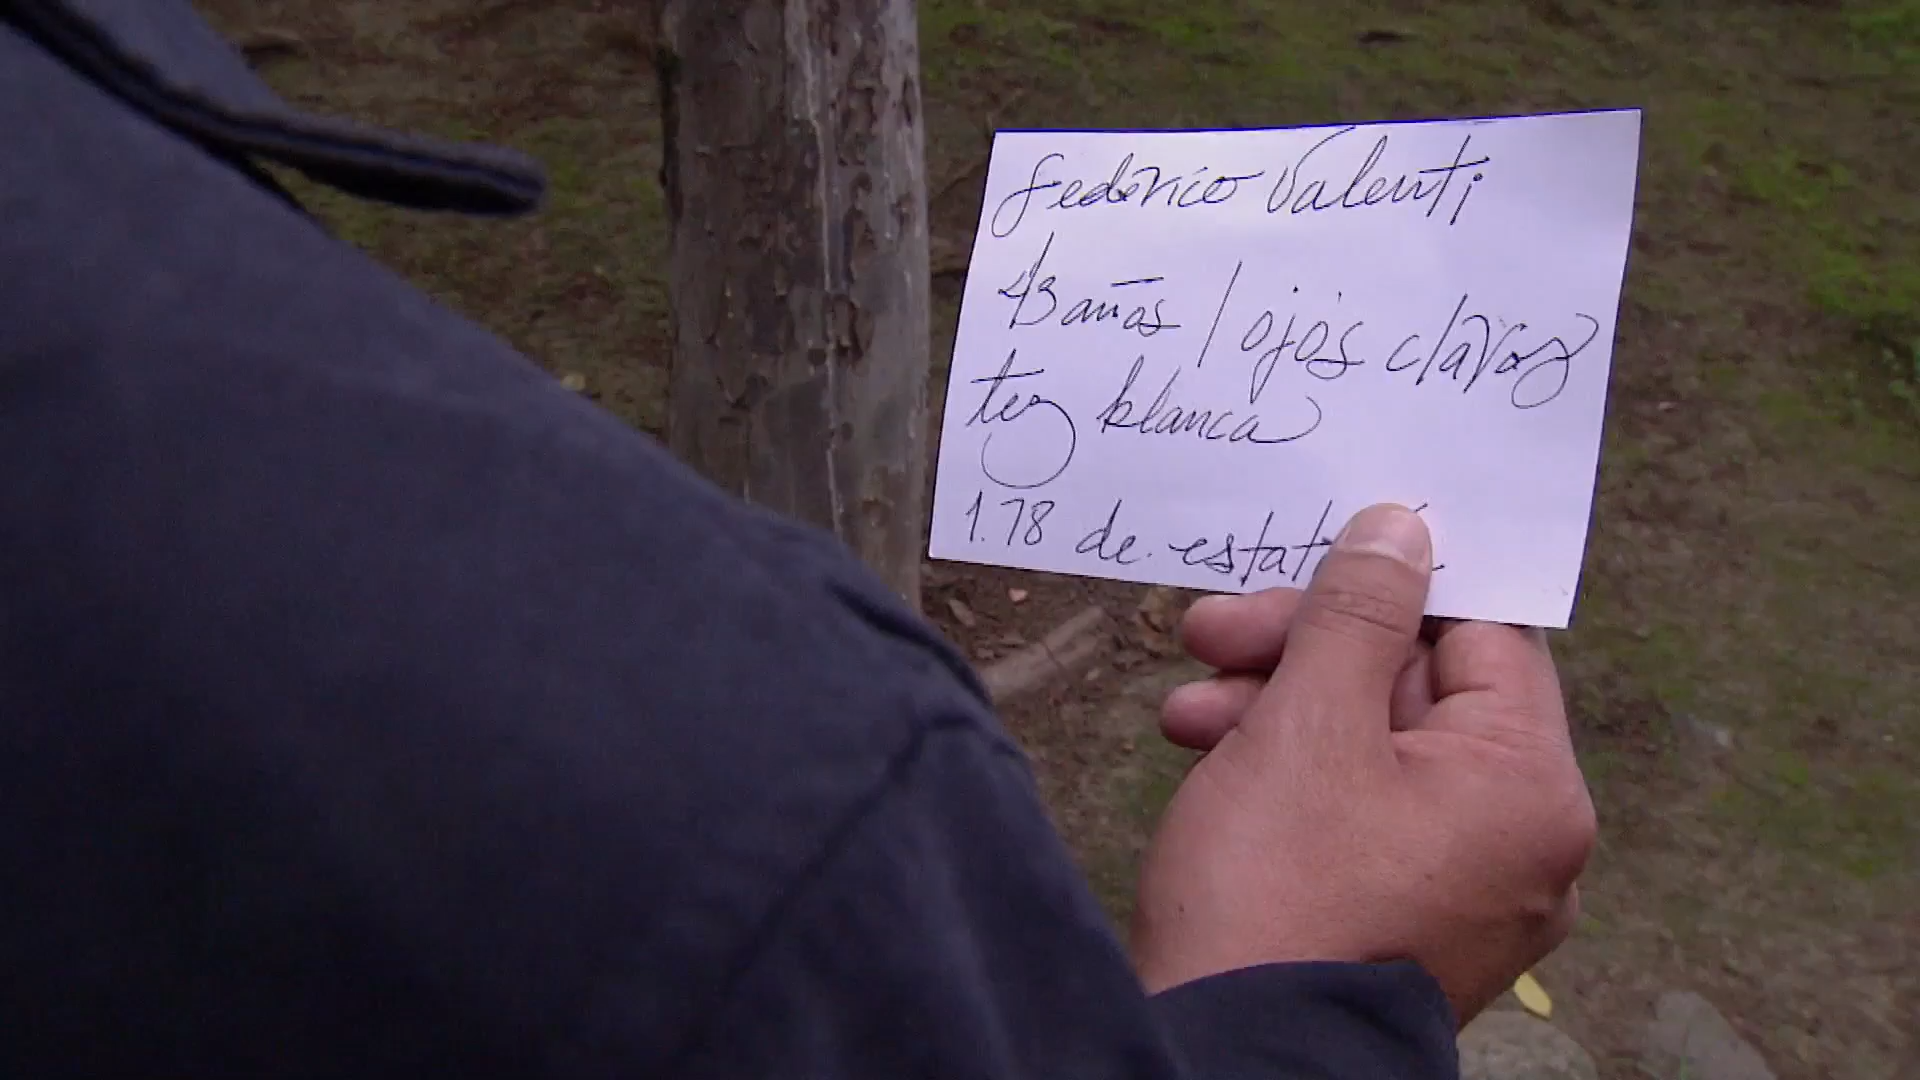 Federico Valenti
43 años / ojos claros
tez blanca
1.78 de